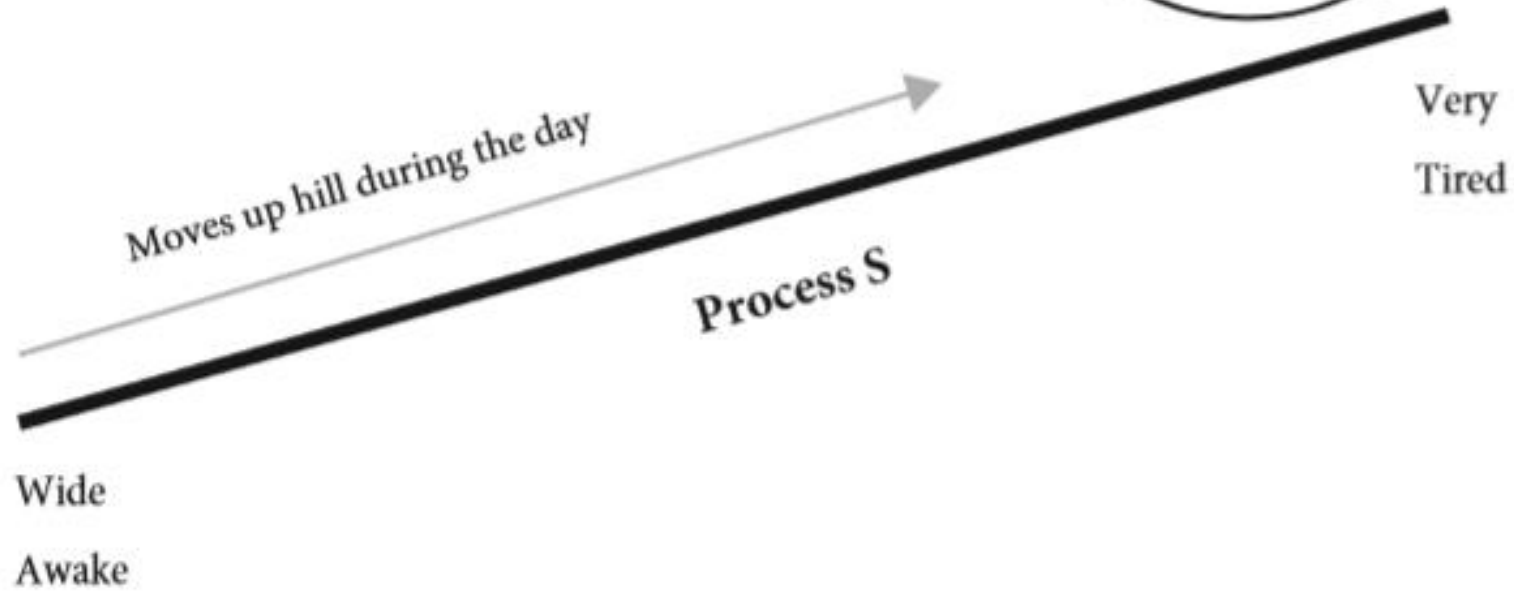 Moves up hill during the day
Very
Tired
Process S
Wide
Awake